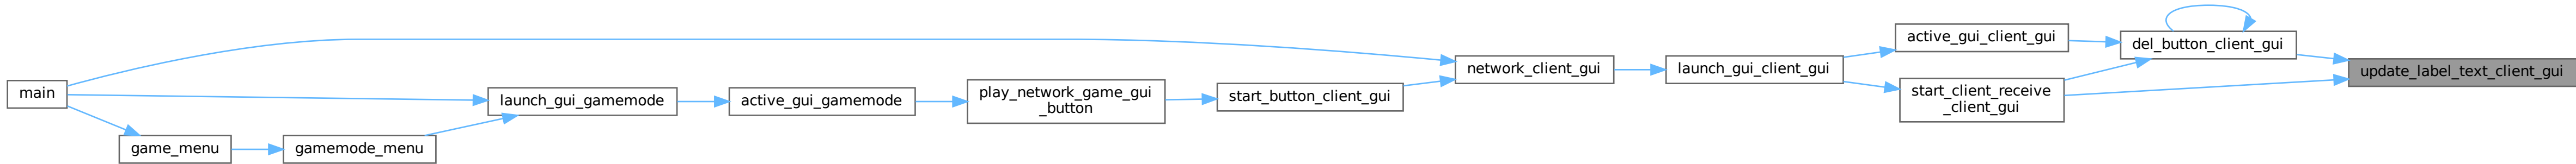 main
game_menu
gamemode_menu
launch_gui_gamemode
active_gui_gamemode
play_network_game_gui
_button
start_button_client_gui
network_client_gui
launch_gui_client_gui
active_gui_client_gui
start_client_receive
_client_gui
del_button_client_gui
update_label_text_client_gui